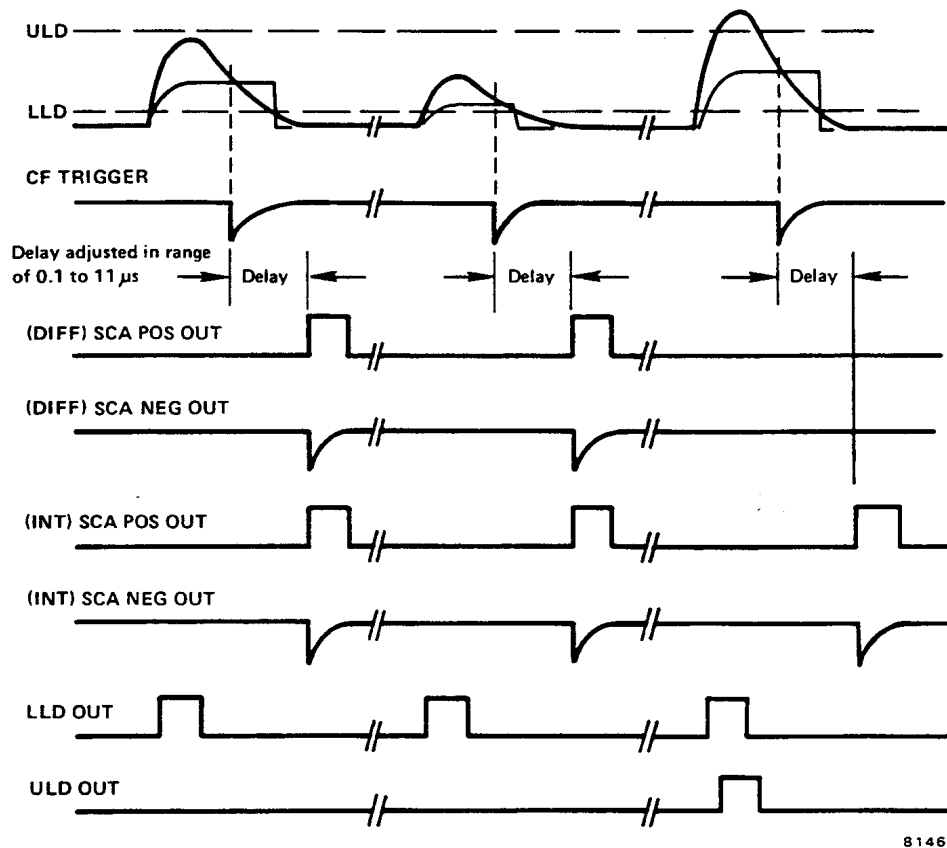 ULD
LLD
CF TRIGGER
Delay adjusted in range
of 0.1 to 11 µs
Delay
Delay
Delay
(DIFF) SCA POS OUT
(DIFF) SCA NEG OUT
(INT) SCA POS OUT
(INT) SCA NEG OUT
LLD OUT
ULD OUT
8146